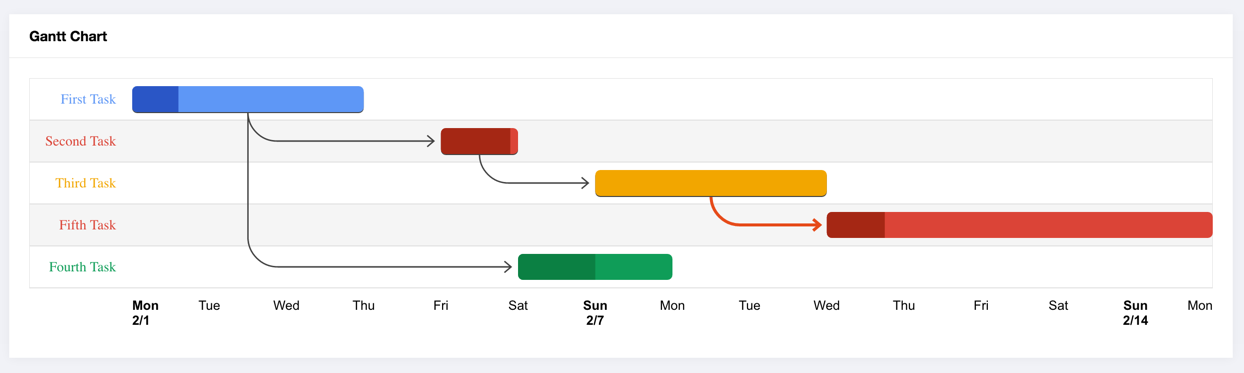 Gantt Chart
First Task
Second Task
Third Task
Fifth Task
Fourth Task
Mon Tue Wed Thu Fri Sat Sun Mon Tue Wed Thu Fri Sat Sun Mon
2/1 2/7 2/14